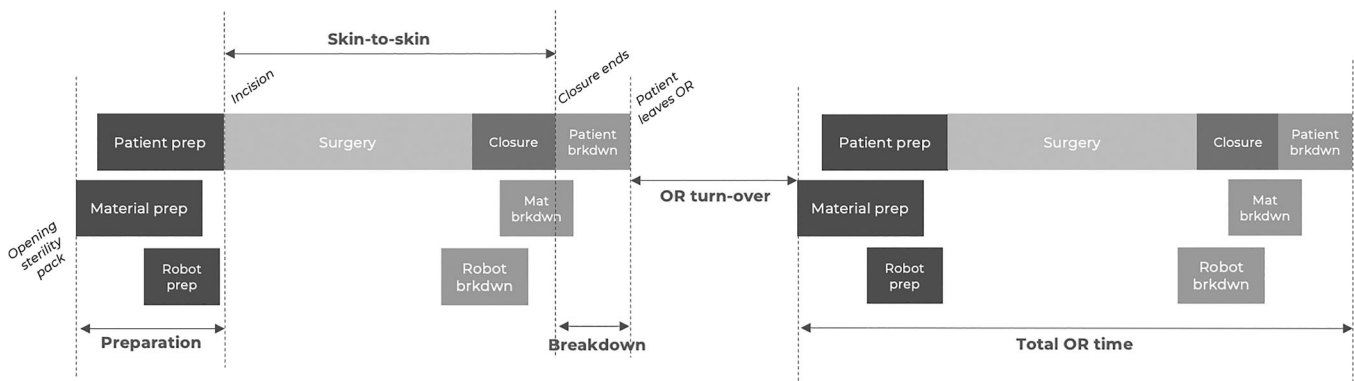 Skin-to-skin
Incision
Closure ends
Patient
leaves OR
Patient prep
Surgery
Closure
Patient
brkdwn
Material prep
Mat
brkdwn
Opening
sterility
pack
Robot
prep
Robot
brkdwn
Preparation
Breakdown
OR turn-over
Patient prep
Surgery
Closure
Patient
brkdwn
Material prep
Mat
brkdwn
Robot
prep
Robot
brkdwn
Total OR time